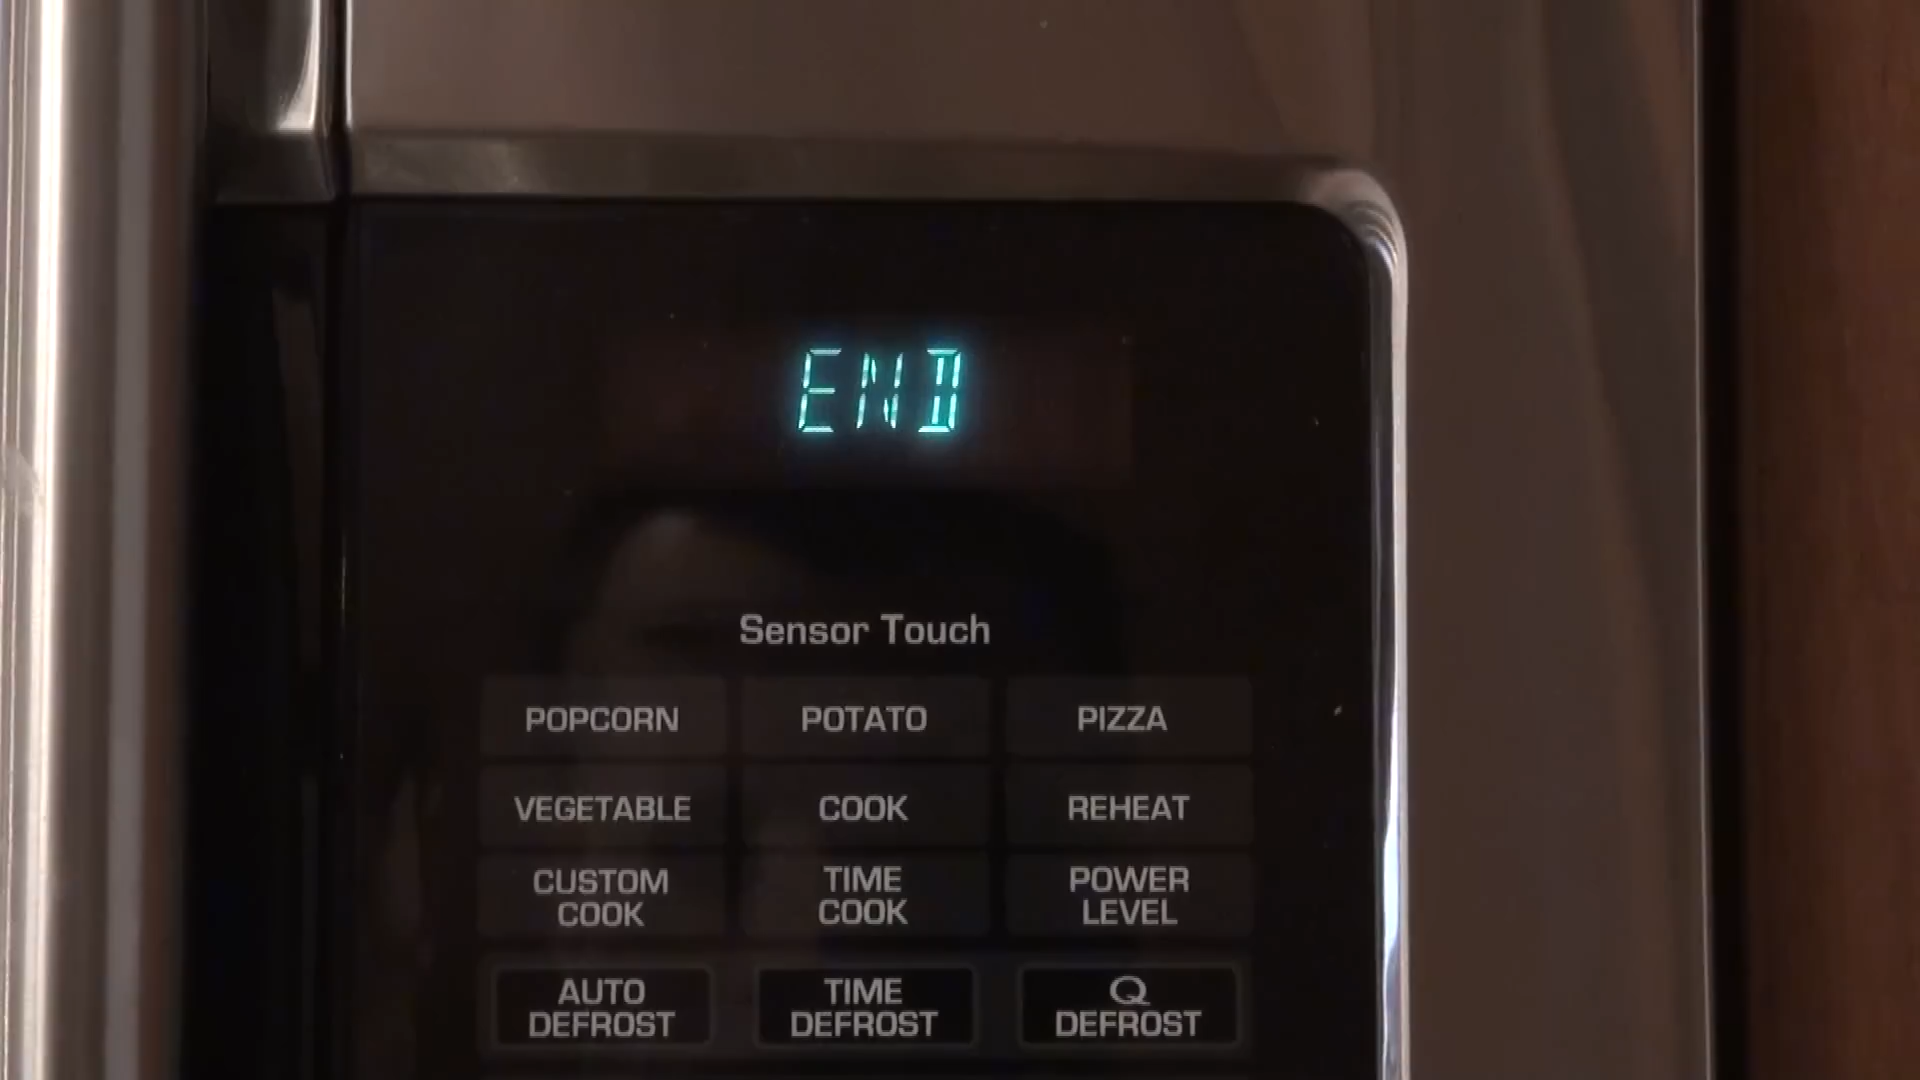 END
Sensor Touch
POPCORN POTATO PIZZA
VEGETABLE COOK REHEAT
CUSTOM COOK
TIME COOK
POWER LEVEL
AUTO DEFROST
TIME DEFROST
Q DEFROST